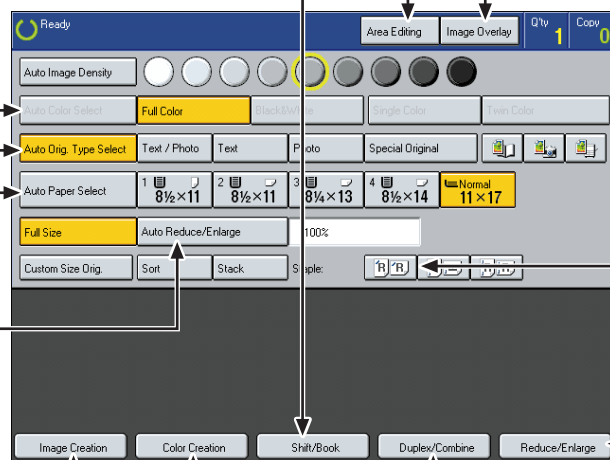 Ready Area Editing Image Overlay Q'ty 1 Copy 0
Auto Image Density
Auto Color Select Full Color Black&White Single Color Twin Color
Auto Orig. Type Select Text / Photo Text Photo Special Original
Auto Paper Select 1 8½×11 2 8½×11 3 8¼×13 4 8½×14 Normal 11×17
Full Size Auto Reduce/Enlarge 100%
Custom Size Orig. Sort Stack Staple:
Image Creation Color Creation Shift/Book Duplex/Combine Reduce/Enlarge